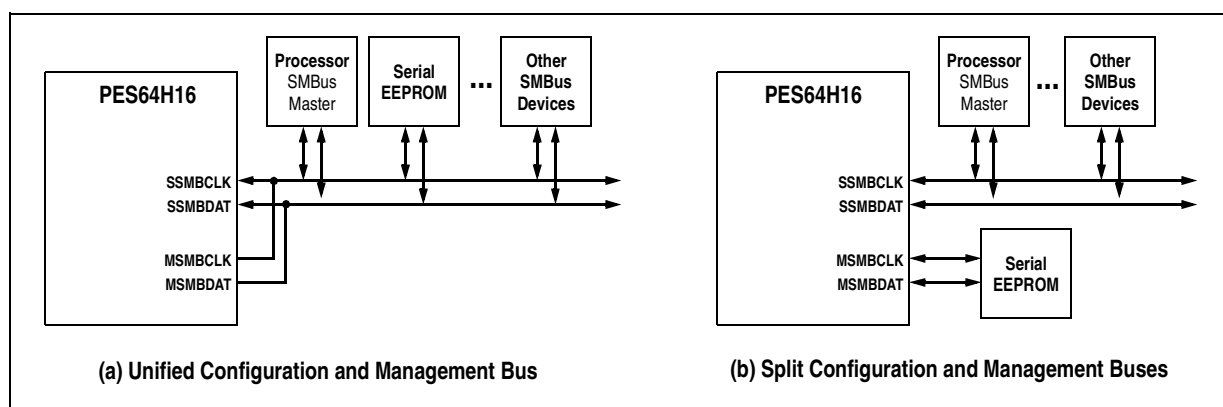 PES64H16
Processor
SMBus
Master
Serial
EEPROM
...
Other
SMBus
Devices
SSMBCLK
SSMBDAT
MSMBCLK
MSMBDAT
(a) Unified Configuration and Management Bus
PES64H16
Processor
SMBus
Master
...
Other
SMBus
Devices
SSMBCLK
SSMBDAT
MSMBCLK
MSMBDAT
Serial
EEPROM
(b) Split Configuration and Management Buses